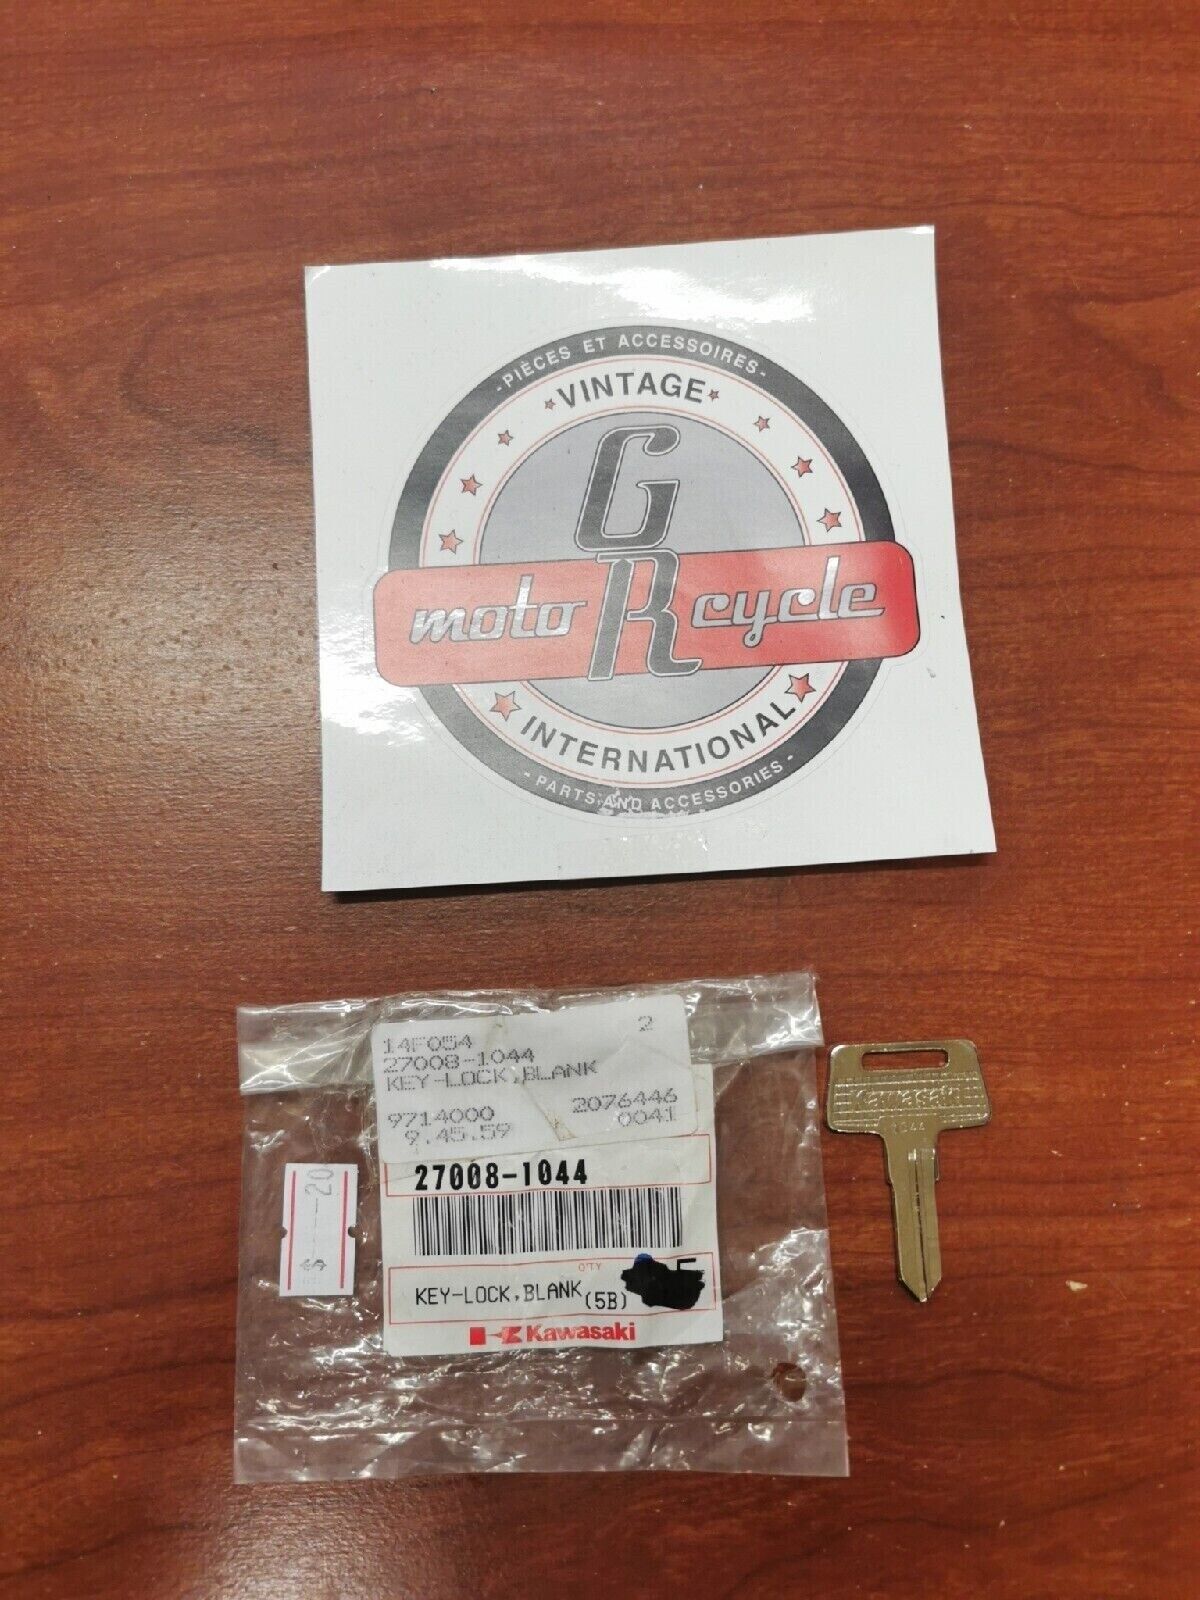 - PIÈCES ET ACCESSOIRES -
VINTAGE
G
moto R cycle
INTERNATIONAL
- PARTS AND ACCESSORIES -
14F054 2
27008-1044
KEY-LOCK,BLANK
9714000 2076446
9.45.59 0041
27008-1044
Q'TY
KEY-LOCK,BLANK (5B)
Kawasaki
20
Kawasaki
1044